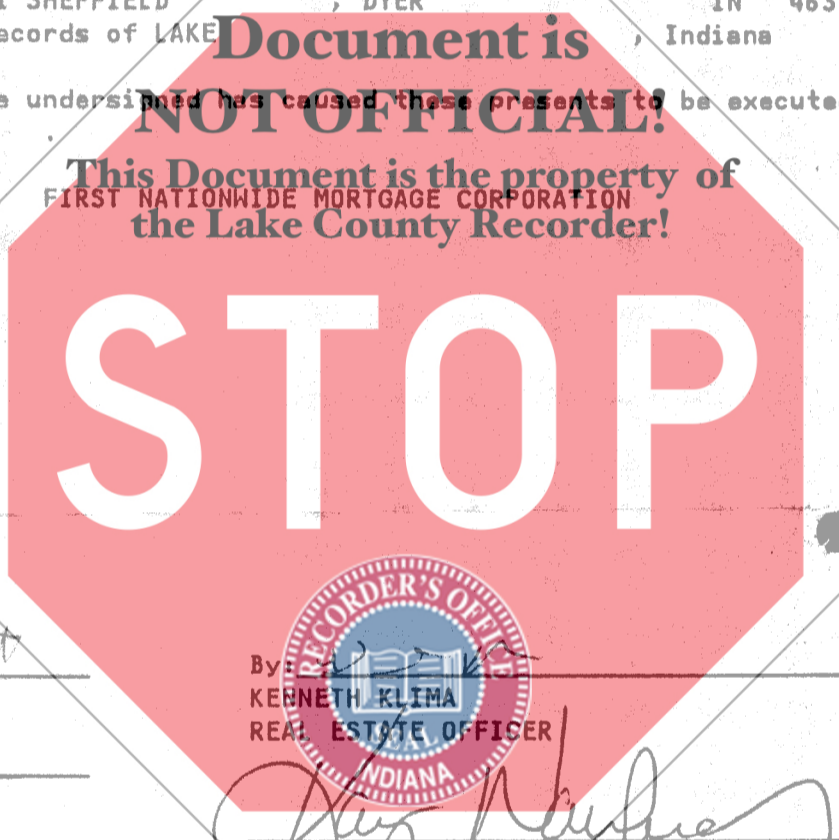 SHEFFIELD , DYER IN 463
ecords of LAKE , Indiana
Document is
e undersigned has caused these presents to be execute
NOT OFFICIAL!
This Document is the property of
FIRST NATIONWIDE MORTGAGE CORPORATION
the Lake County Recorder!
STOP
RECORDER'S OFFICE
By:
KENNETH KLIMA
REAL ESTATE OFFICER
SEAL
INDIANA